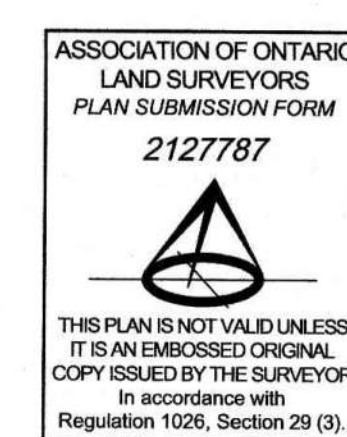 ASSOCIATION OF ONTARIO
LAND SURVEYORS
PLAN SUBMISSION FORM
2127787
THIS PLAN IS NOT VALID UNLESS
IT IS AN EMBOSSED ORIGINAL
COPY ISSUED BY THE SURVEYOR
In accordance with
Regulation 1026, Section 29 (3).